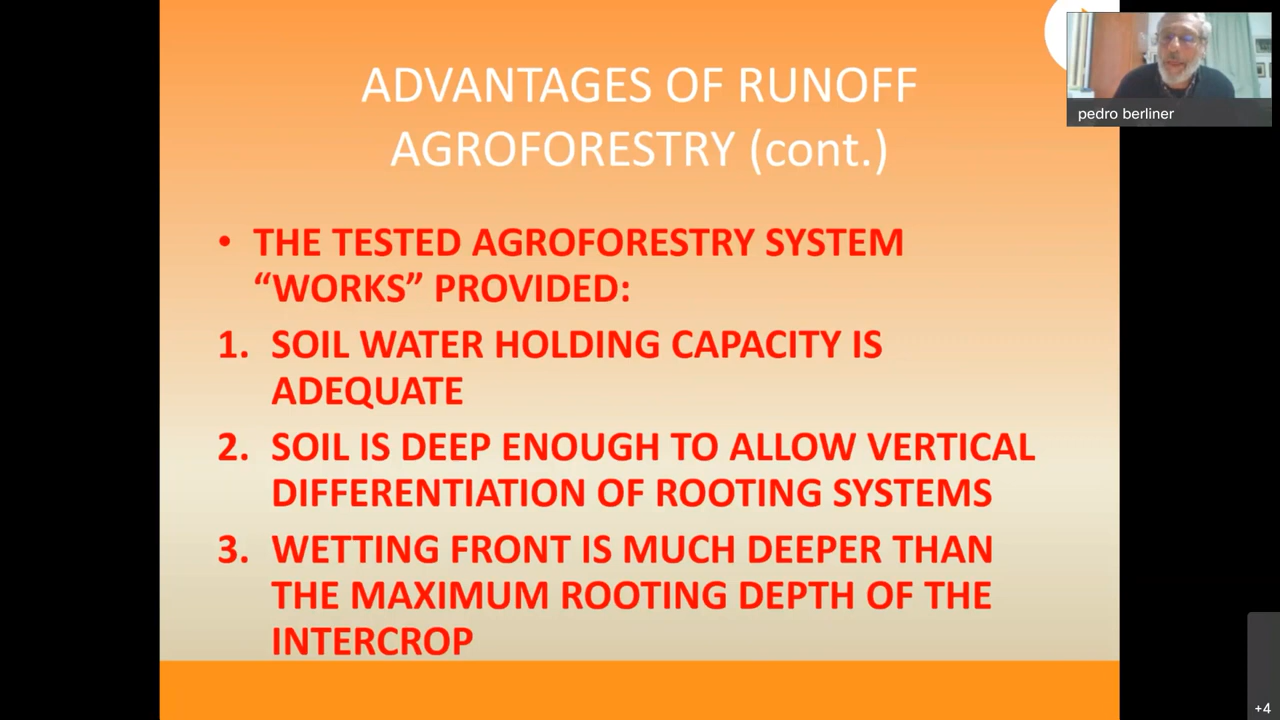 ADVANTAGES OF RUNOFF
AGROFORESTRY (cont.)
pedro berliner
• THE TESTED AGROFORESTRY SYSTEM
“WORKS” PROVIDED:
1. SOIL WATER HOLDING CAPACITY IS
ADEQUATE
2. SOIL IS DEEP ENOUGH TO ALLOW VERTICAL
DIFFERENTIATION OF ROOTING SYSTEMS
3. WETTING FRONT IS MUCH DEEPER THAN
THE MAXIMUM ROOTING DEPTH OF THE
INTERCROP
+4